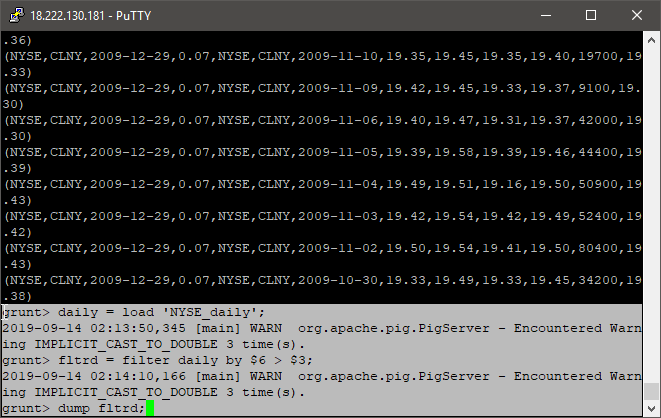 18.222.130.181 - PuTTY
.36)
(NYSE,CLNY,2009-12-29,0.07,NYSE,CLNY,2009-11-10,19.35,19.45,19.35,19.40,19700,19
.33)
(NYSE,CLNY,2009-12-29,0.07,NYSE,CLNY,2009-11-09,19.42,19.45,19.33,19.37,9100,19.
30)
(NYSE,CLNY,2009-12-29,0.07,NYSE,CLNY,2009-11-06,19.40,19.47,19.31,19.37,42000,19
.30)
(NYSE,CLNY,2009-12-29,0.07,NYSE,CLNY,2009-11-05,19.39,19.58,19.39,19.46,44400,19
.39)
(NYSE,CLNY,2009-12-29,0.07,NYSE,CLNY,2009-11-04,19.49,19.51,19.16,19.50,50900,19
.43)
(NYSE,CLNY,2009-12-29,0.07,NYSE,CLNY,2009-11-03,19.42,19.54,19.42,19.49,52400,19
.42)
(NYSE,CLNY,2009-12-29,0.07,NYSE,CLNY,2009-11-02,19.50,19.54,19.41,19.50,80400,19
.43)
(NYSE,CLNY,2009-12-29,0.07,NYSE,CLNY,2009-10-30,19.33,19.49,19.33,19.45,34200,19
.38)
grunt> daily = load 'NYSE_daily';
2019-09-14 02:13:50,345 [main] WARN  org.apache.pig.PigServer - Encountered Warn
ing IMPLICIT_CAST_TO_DOUBLE 3 time(s).
grunt> fltrd = filter daily by $6 > $3;
2019-09-14 02:14:10,166 [main] WARN  org.apache.pig.PigServer - Encountered Warn
ing IMPLICIT_CAST_TO_DOUBLE 3 time(s).
grunt> dump fltrd;